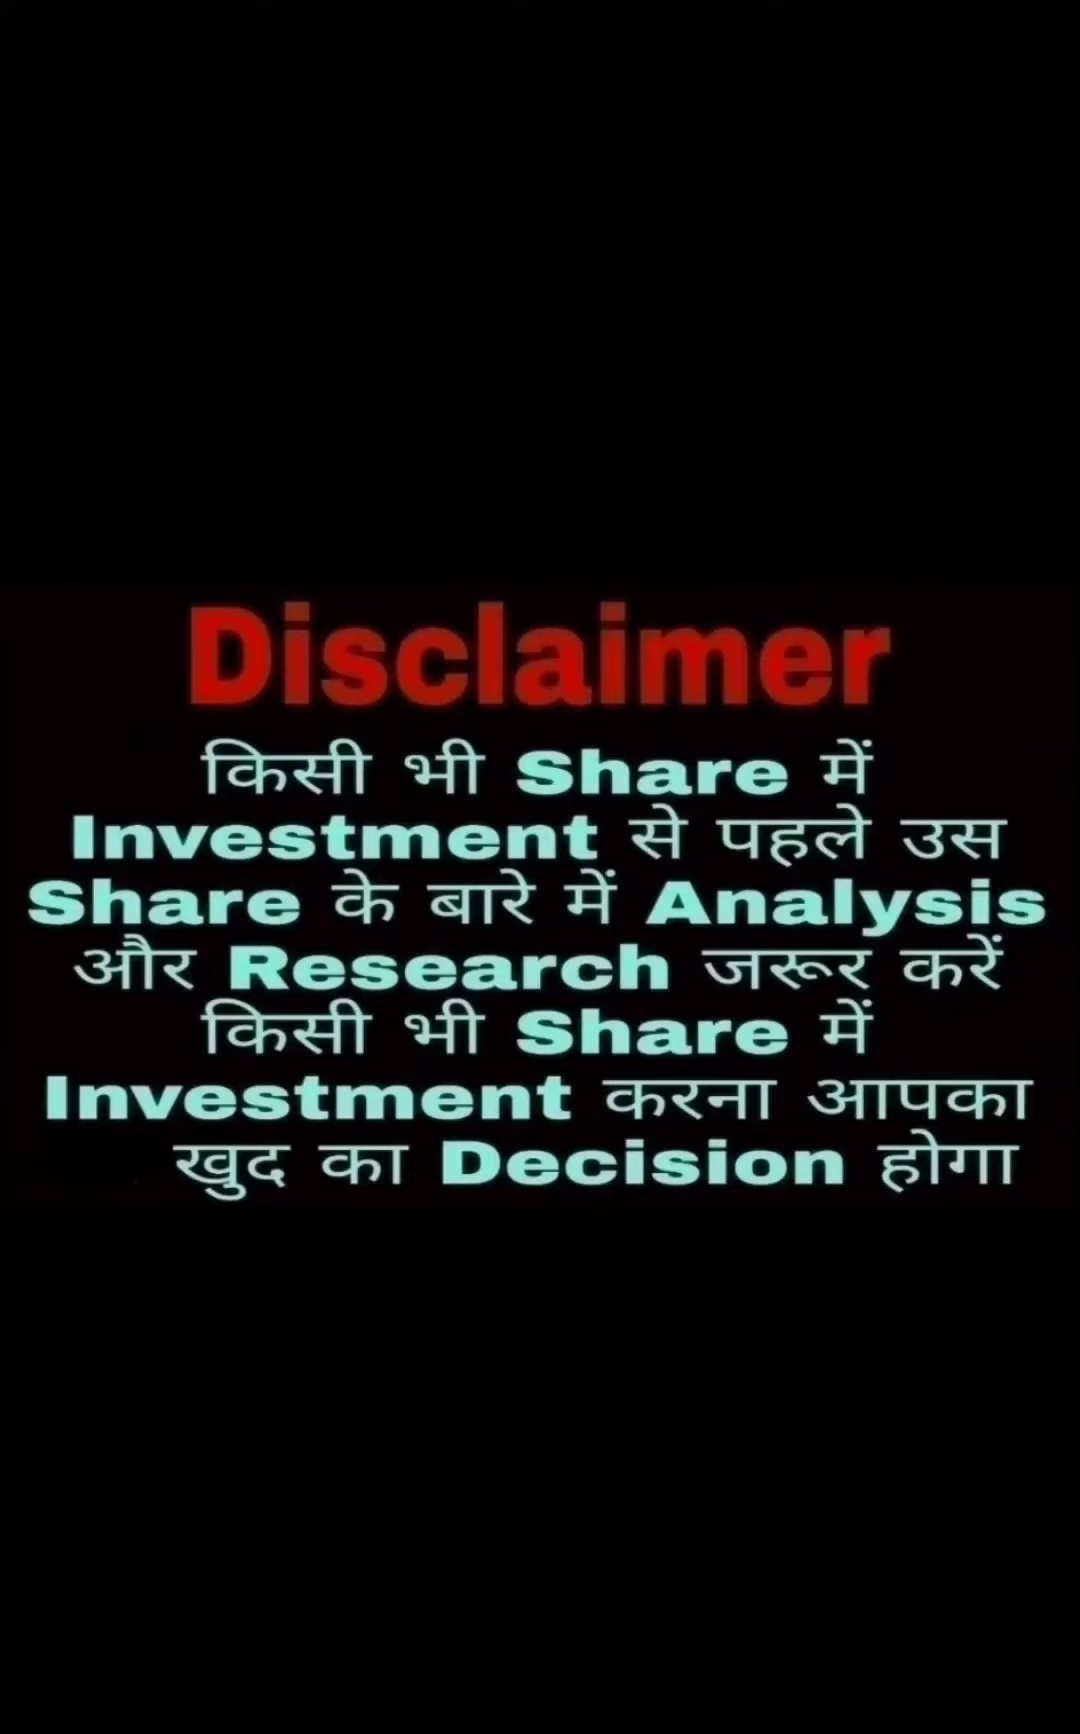 Disclaimer
किसी भी Share में
Investment से पहले उस
Share के बारे में Analysis
और Research जरूर करें
किसी भी Share में
Investment करना आपका
खुद का Decision होगा